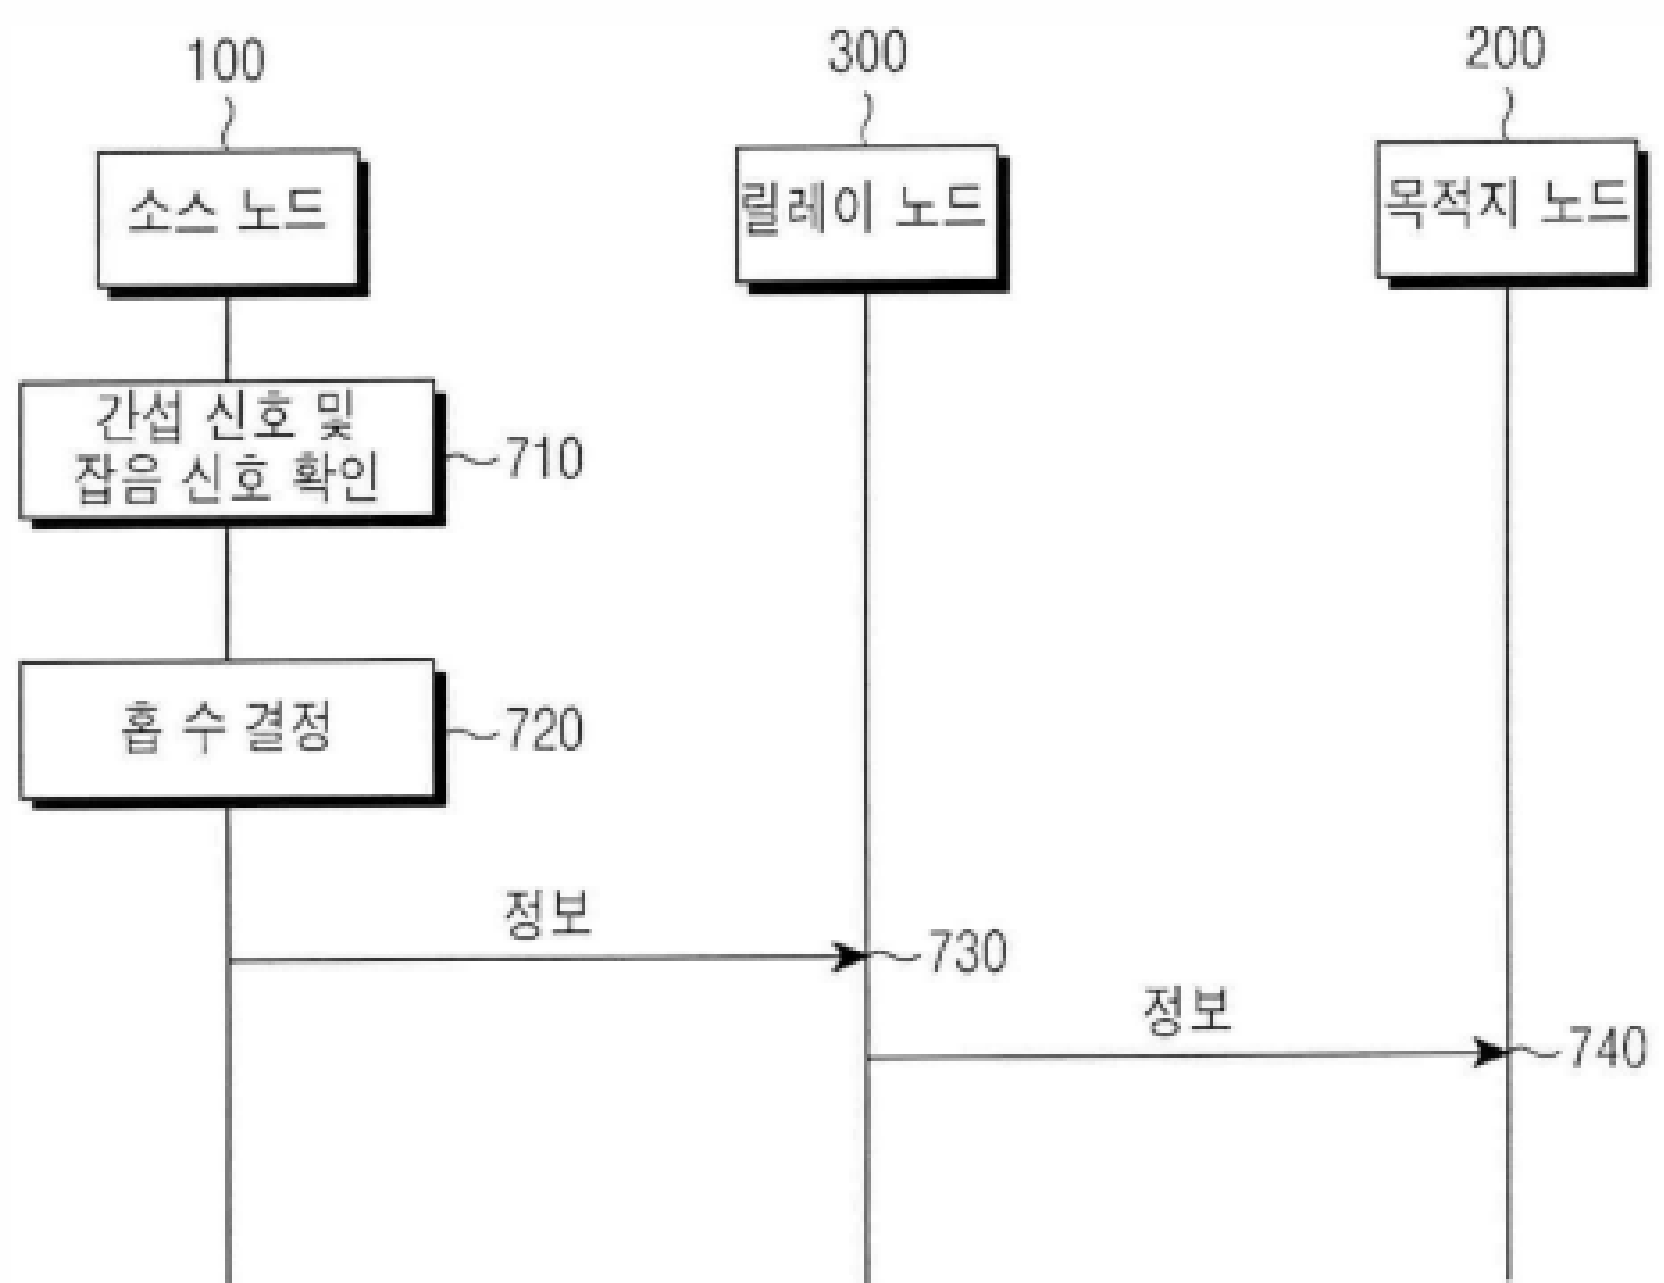 100
300
200
소스 노드
릴레이 노드
목적지 노드
간섭 신호 및
잡음 신호 확인
710
홉 수 결정
720
정보
730
정보
740